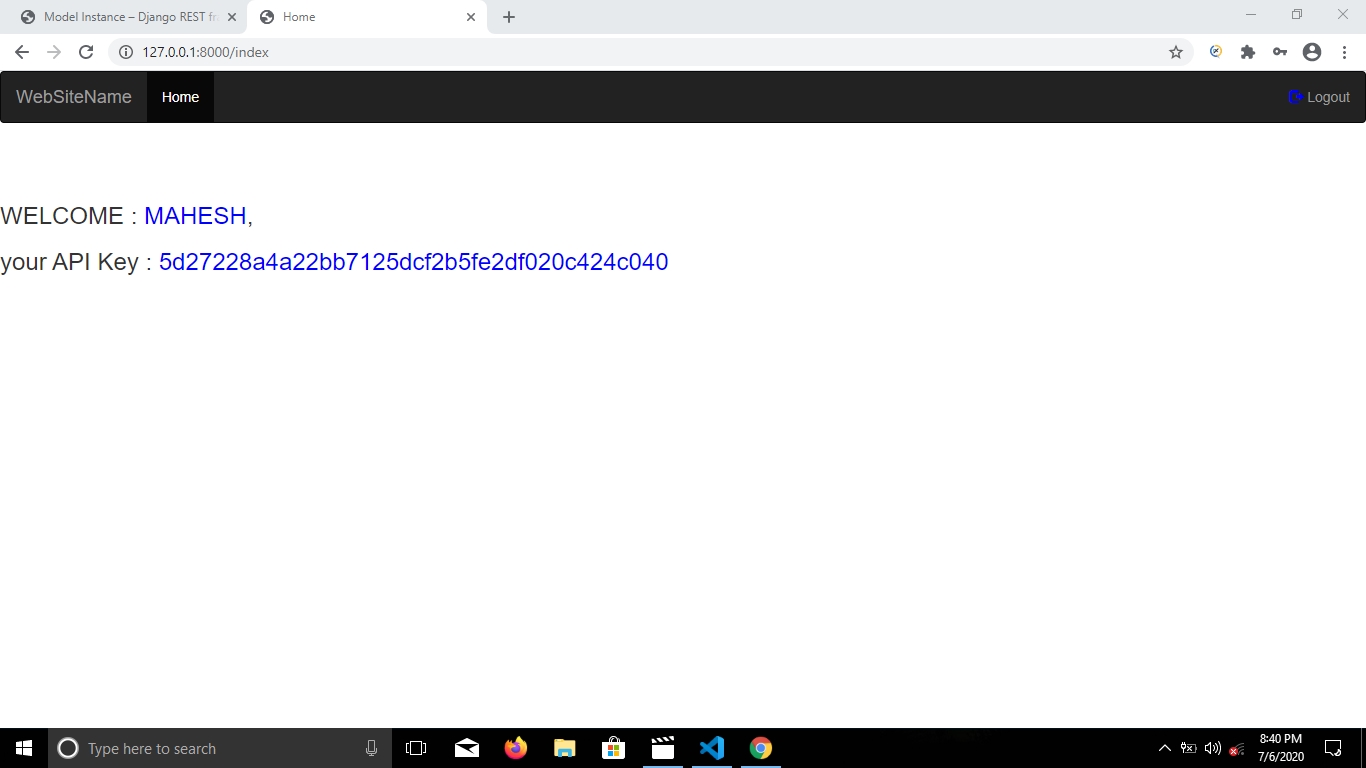 Model Instance – Django REST fr
Home
127.0.0.1:8000/index
WebSiteName
Home
Logout
WELCOME : MAHESH,
your API Key : 5d27228a4a22bb7125dcf2b5fe2df020c424c040
Type here to search
8:40 PM
7/6/2020